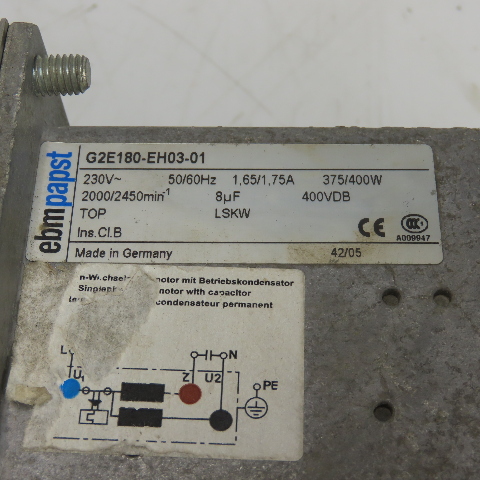 ebmpapst
G2E180-EH03-01
230V~ 50/60Hz 1,65/1,75A 375/400W
2000/2450min-1 8µF 400VDB
TOP LSKW
Ins.Cl.B
CE CCC
A009947
Made in Germany 42/05
mit Betriebskondensator
with capacitor
condensateur permanent
L1 N
U1 Z U2
PE